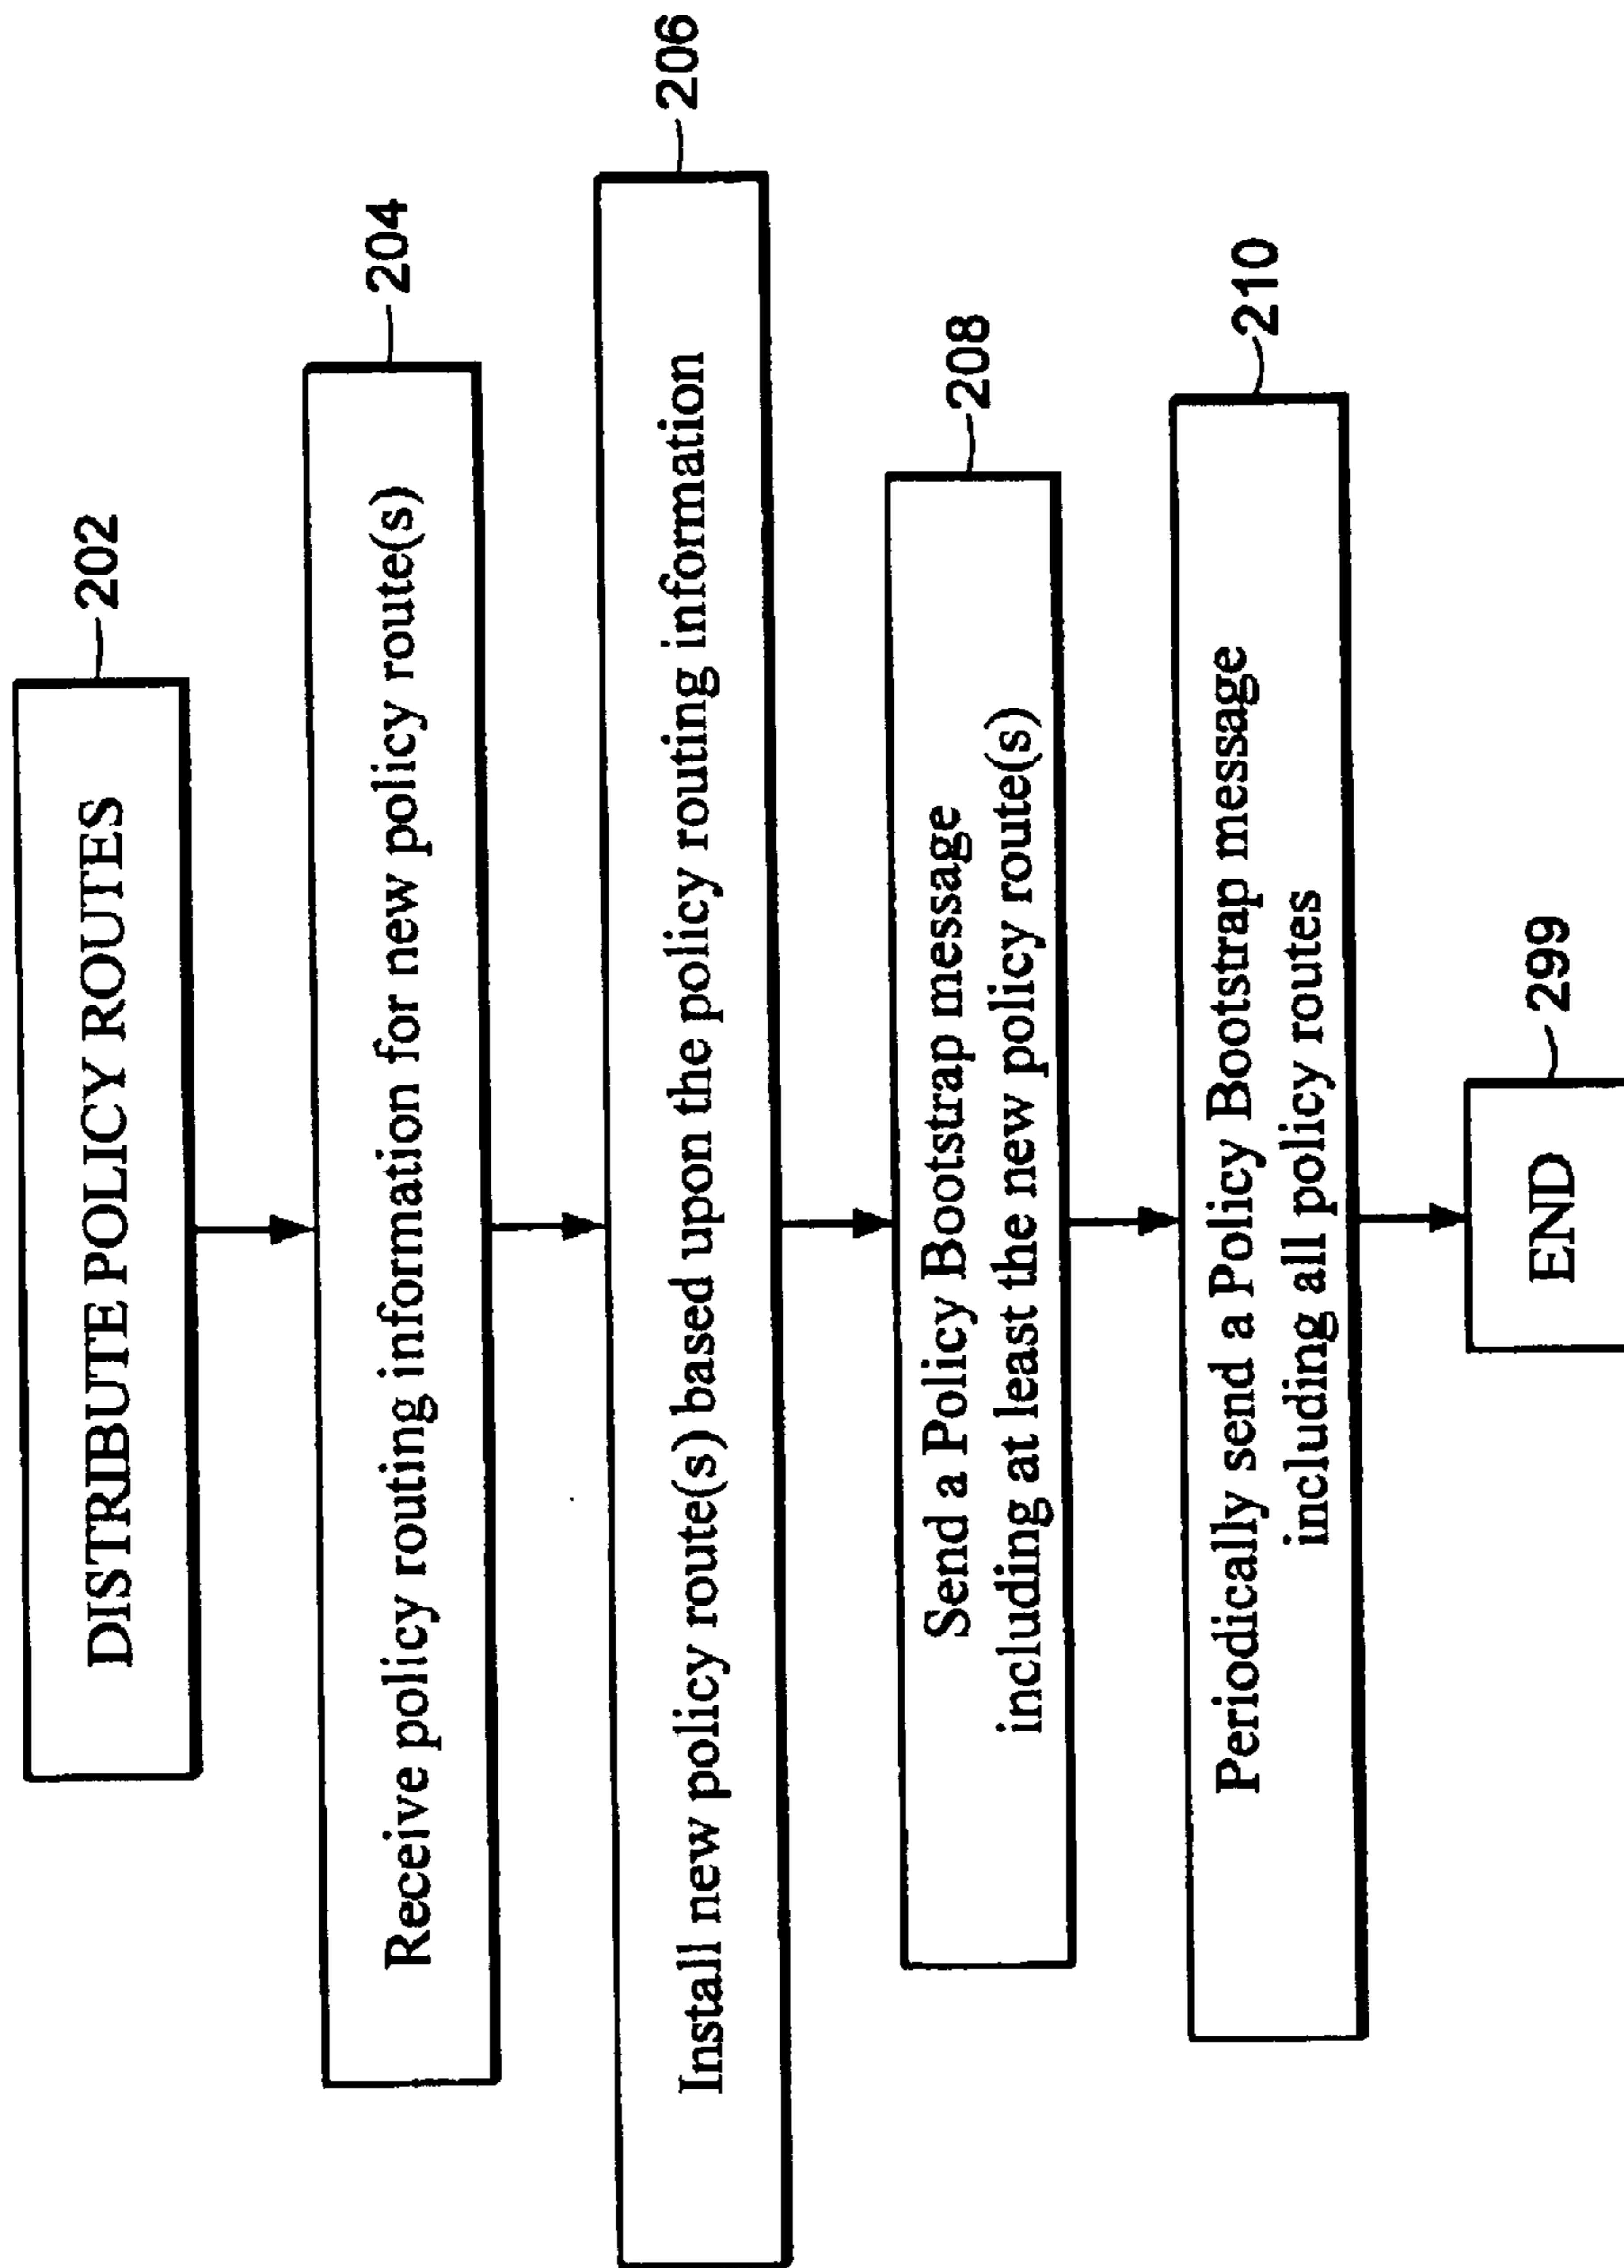 DISTRIBUTE POLICY ROUTES
202
Receive policy routing information for new policy route(s)
204
Install new policy route(s) based upon the policy routing information
206
Send a Policy Bootstrap message
including at least the new policy route(s)
208
Periodically send a Policy Bootstrap message
including all policy routes
210
END
299